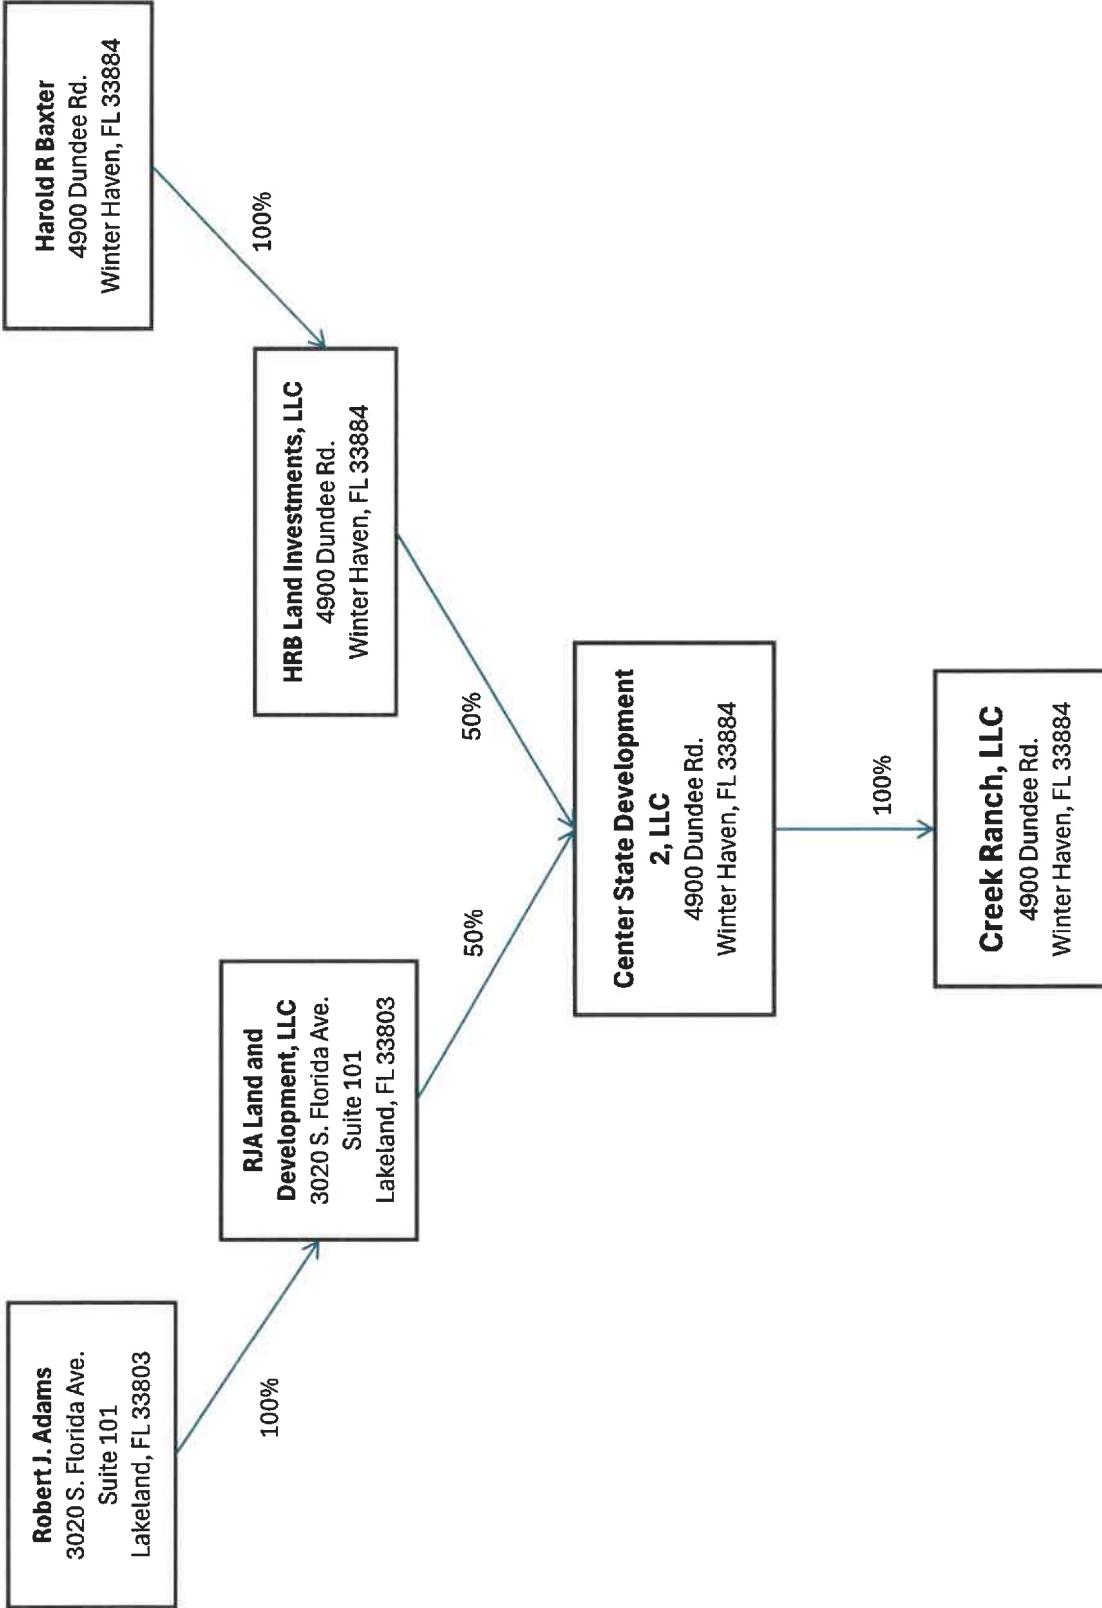 Robert J. Adams
3020 S. Florida Ave.
Suite 101
Lakeland, FL 33803
100%
RJA Land and
Development, LLC
3020 S. Florida Ave.
Suite 101
Lakeland, FL 33803
50%
Harold R Baxter
4900 Dundee Rd.
Winter Haven, FL 33884
100%
HRB Land Investments, LLC
4900 Dundee Rd.
Winter Haven, FL 33884
50%
Center State Development
2, LLC
4900 Dundee Rd.
Winter Haven, FL 33884
100%
Creek Ranch, LLC
4900 Dundee Rd.
Winter Haven, FL 33884